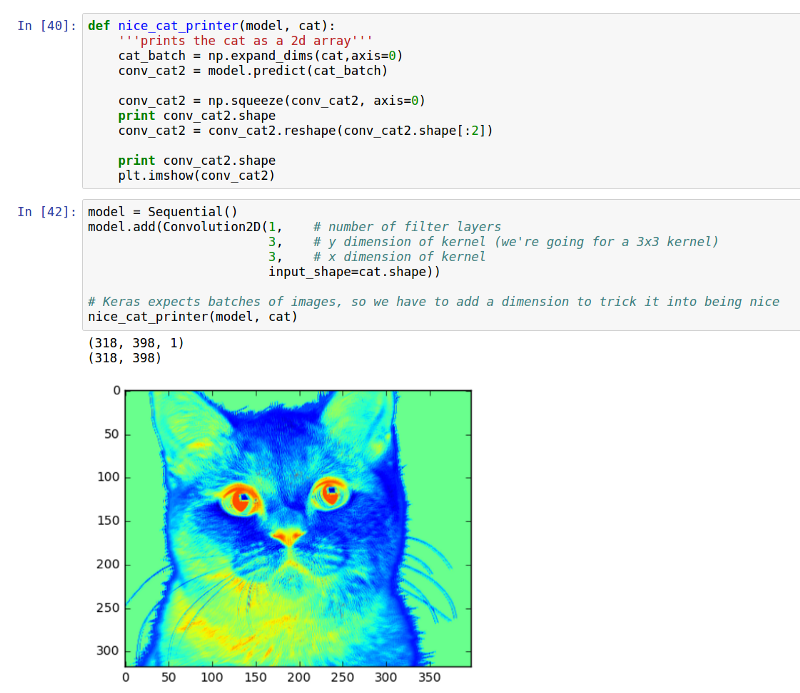 In [40]: def nice_cat_printer(model, cat):
    '''prints the cat as a 2d array'''
    cat_batch = np.expand_dims(cat,axis=0)
    conv_cat2 = model.predict(cat_batch)

    conv_cat2 = np.squeeze(conv_cat2, axis=0)
    print conv_cat2.shape
    conv_cat2 = conv_cat2.reshape(conv_cat2.shape[:2])

    print conv_cat2.shape
    plt.imshow(conv_cat2)
In [42]: model = Sequential()
model.add(Convolution2D(1,    # number of filter layers
                        3,    # y dimension of kernel (we're going for a 3x3 kernel)
                        3,    # x dimension of kernel
                        input_shape=cat.shape))

# Keras expects batches of images, so we have to add a dimension to trick it into being nice
nice_cat_printer(model, cat)
(318, 398, 1)
(318, 398)
0
50
100
150
200
250
300
0 50 100 150 200 250 300 350